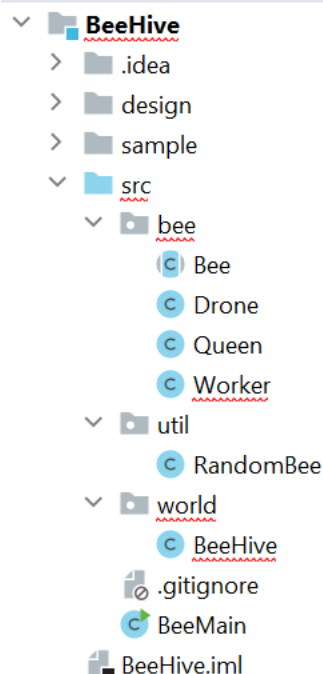 BeeHive
.idea
design
sample
src
bee
C Bee
C Drone
C Queen
C Worker
util
C RandomBee
world
C BeeHive
.gitignore
C BeeMain
BeeHive.iml